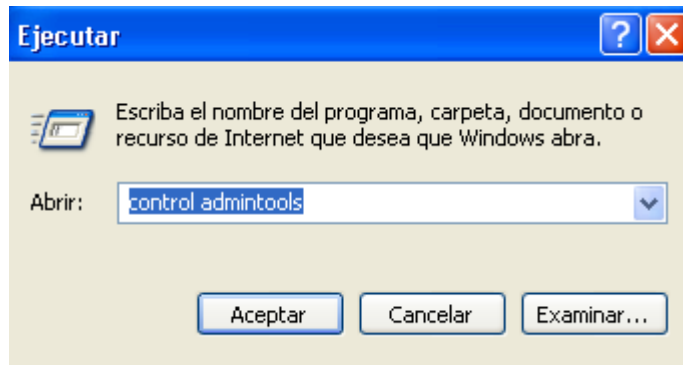 Ejecutar
Escriba el nombre del programa, carpeta, documento o
recurso de Internet que desea que Windows abra.
Abrir: control admintools
Aceptar Cancelar Examinar...